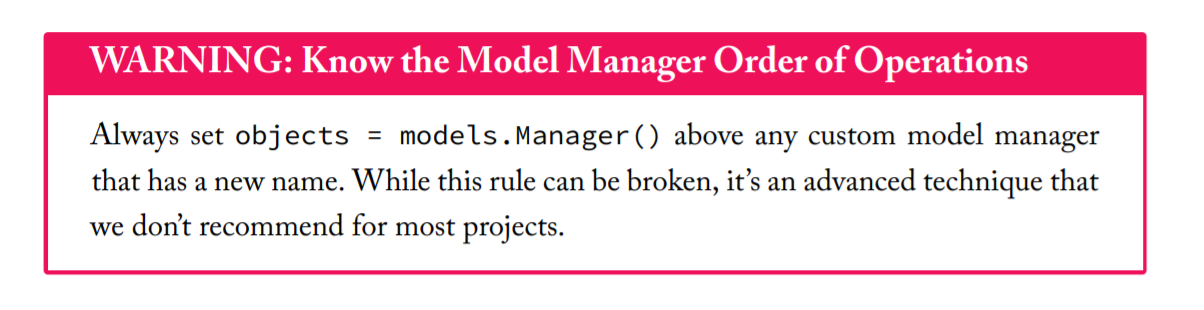 WARNING: Know the Model Manager Order of Operations
Always set objects = models.Manager() above any custom model manager
that has a new name. While this rule can be broken, it’s an advanced technique that
we don’t recommend for most projects.